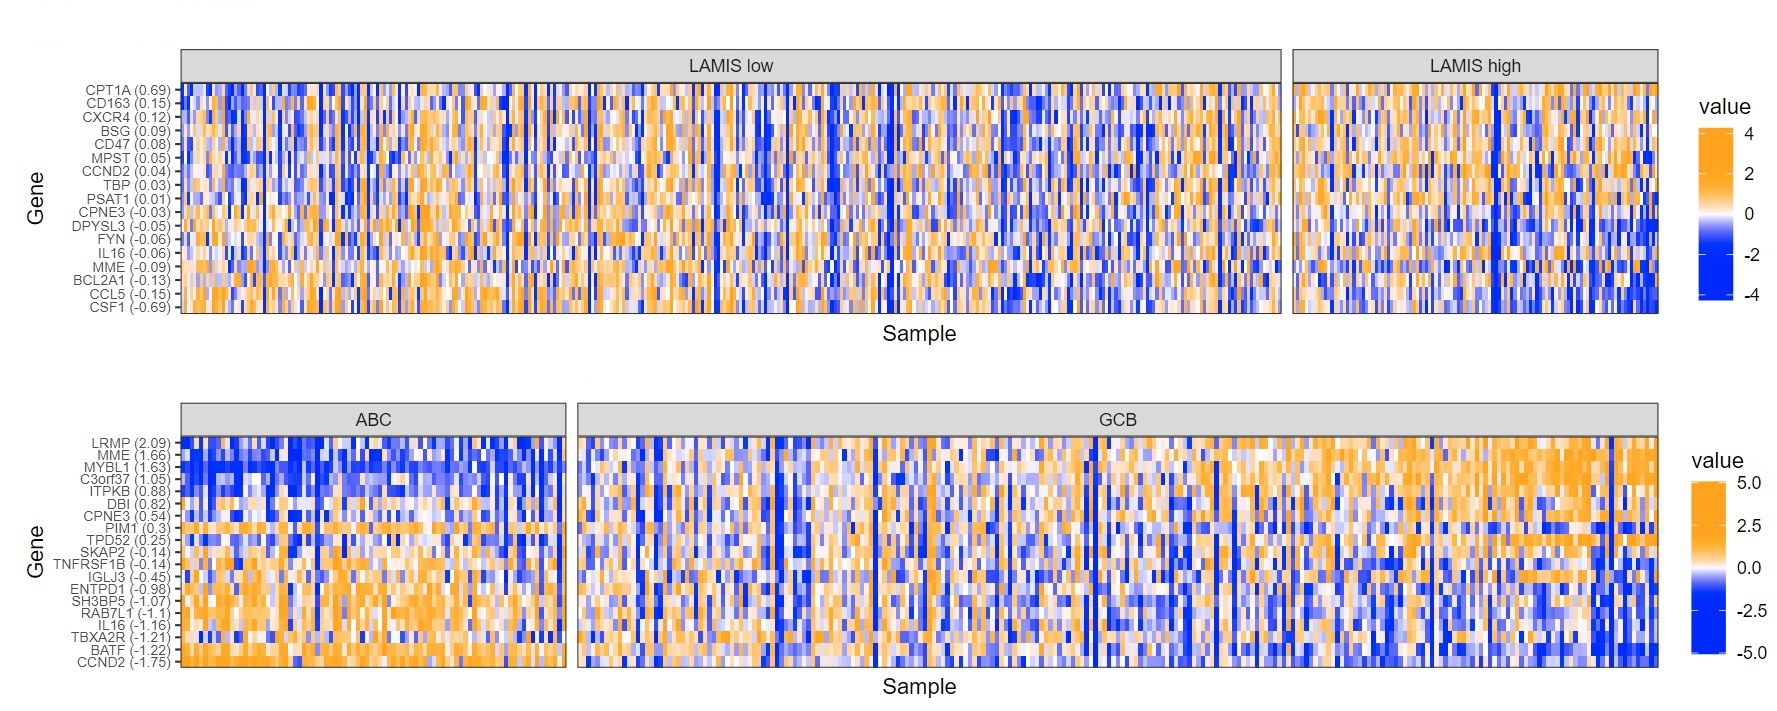 LAMIS low
LAMIS high
CPT1A (0.69)
CD163 (0.15)
CXCR4 (0.12)
BSG (0.09)
CD47 (0.08)
MPST (0.05)
CCND2 (0.04)
TBP (0.03)
PSAT1 (0.01)
CPNE3 (-0.03)
DPYSL3 (-0.05)
FYN (-0.06)
IL16 (-0.06)
MME (-0.09)
BCL2A1 (-0.13)
CCL5 (-0.15)
CSF1 (-0.69)
Gene
Sample
value
4
2
0
-2
-4
ABC
GCB
LRMP (2.09)
MME (1.66)
MYBL1 (1.63)
C3orf37 (1.05)
ITPKB (0.88)
DBI (0.82)
CPNE3 (0.54)
PIM1 (0.3)
TPD52 (0.25)
SKAP2 (-0.14)
TNFRSF1B (-0.14)
IGLJ3 (-0.45)
ENTPD1 (-0.98)
SH3BP5 (-1.07)
RAB7L1 (-1.1)
IL16 (-1.16)
TBXA2R (-1.21)
BATF (-1.22)
CCND2 (-1.75)
Gene
Sample
value
5.0
2.5
0.0
-2.5
-5.0